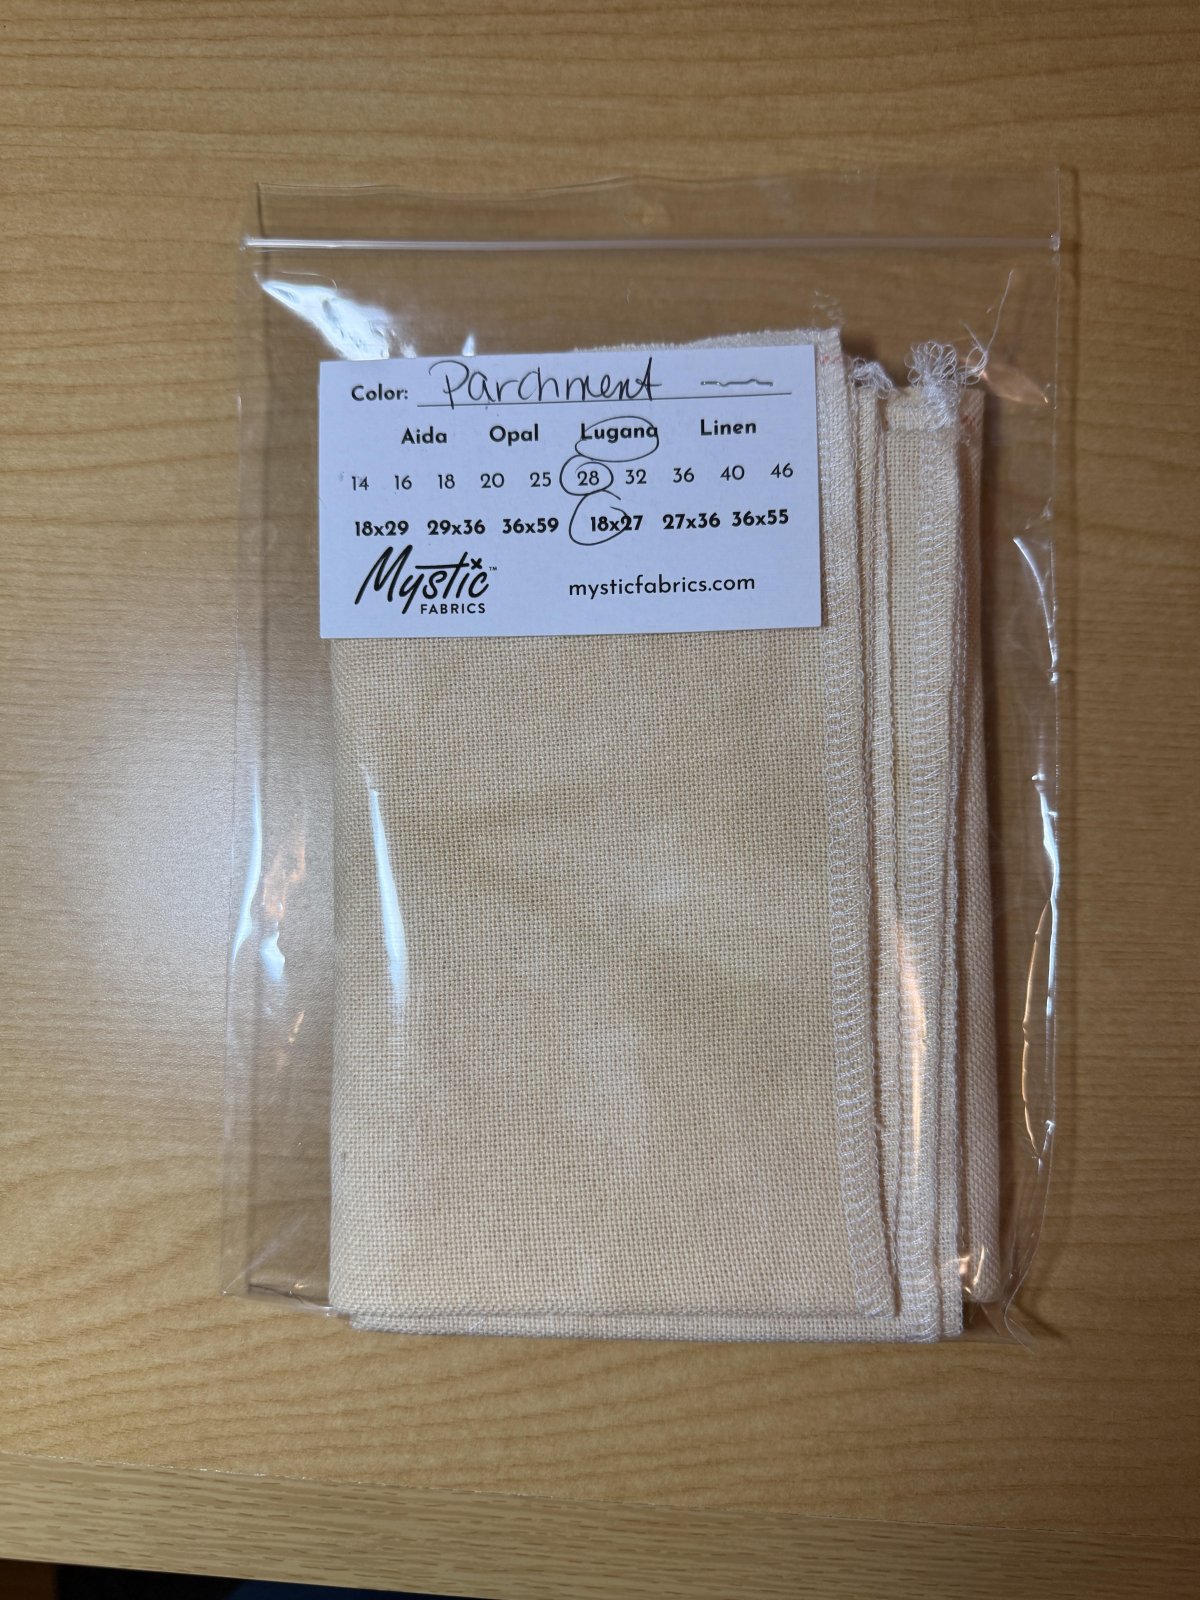 Color: Parchment
Aida Opal Lugana Linen
14 16 18 20 25 28 32 36 40 46
18x29 29x36 36x59 18x27 27x36 36x55
Mystic™
FABRICS
mysticfabrics.com